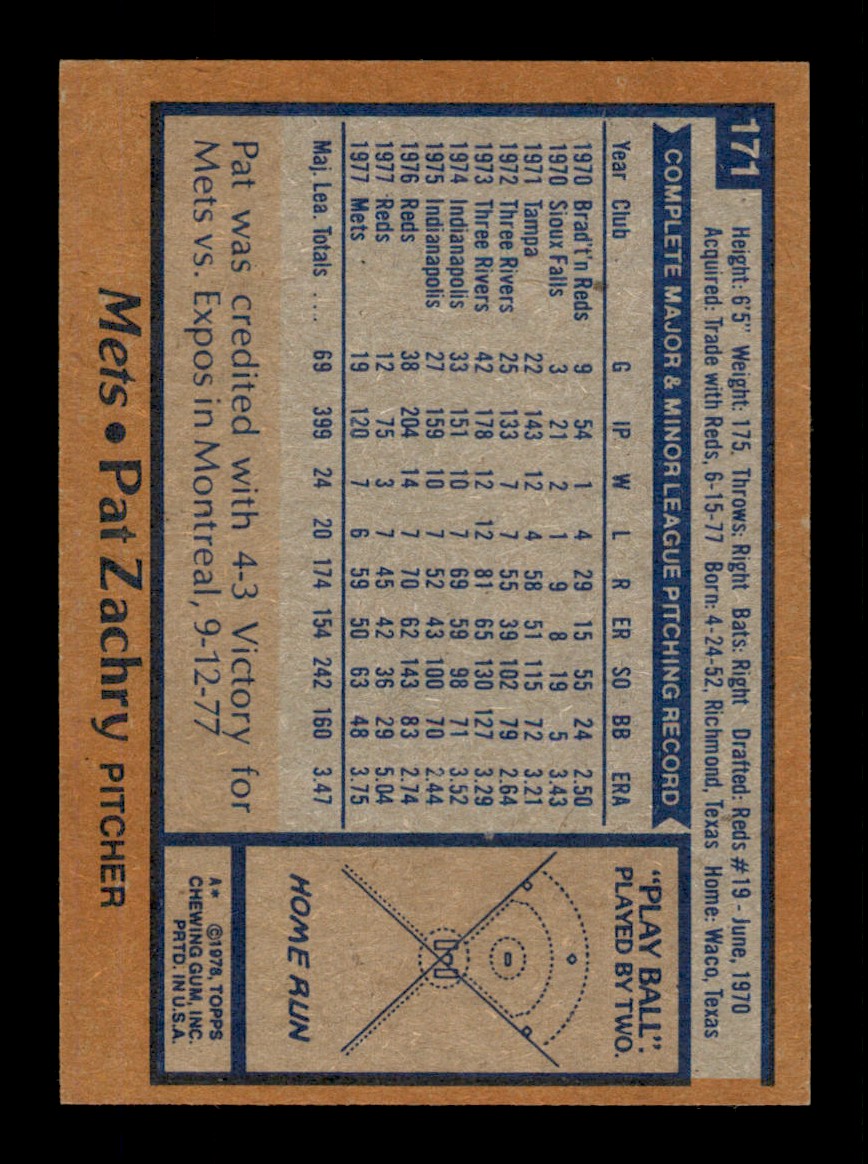 171
Height: 6'5" Weight: 175. Throws: Right Bats: Right Drafted: Reds #19 - June, 1970
Acquired: Trade with Reds, 6-15-77 Born: 4-24-52, Richmond, Texas Home: Waco, Texas
COMPLETE MAJOR & MINOR LEAGUE PITCHING RECORD
Year Club G IP W L R ER SO BB ERA
1970 Brad't'n Reds 9 54 1 4 29 15 55 24 2.50
1970 Sioux Falls 3 21 2 1 9 8 19 5 3.43
1971 Tampa 22 143 12 4 58 51 115 72 3.21
1972 Three Rivers 25 133 7 7 55 39 102 79 2.64
1973 Three Rivers 42 178 12 12 81 65 130 127 3.29
1974 Indianapolis 33 151 10 7 69 59 98 71 3.52
1975 Indianapolis 27 159 10 7 52 43 100 70 2.44
1976 Reds 38 204 14 7 70 62 143 83 2.74
1977 Reds 12 75 3 7 45 42 36 29 5.04
1977 Mets 19 120 7 6 59 50 63 48 3.75
Maj. Lea. Totals .... 69 399 24 20 174 154 242 160 3.47
Pat was credited with 4-3 Victory for
Mets vs. Expos in Montreal, 9-12-77
"PLAY BALL":
PLAYED BY TWO.
HOME RUN
A* ©1978, TOPPS
CHEWING GUM, INC.
PRTD. IN U.S.A.
Mets • Pat Zachry PITCHER